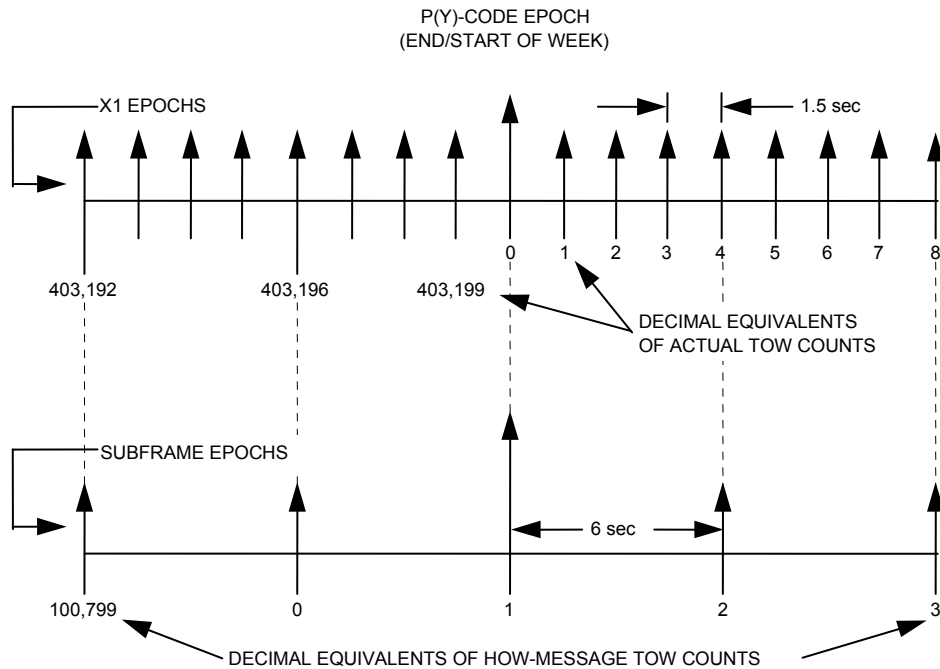 P(Y)-CODE EPOCH
(END/START OF WEEK)
X1 EPOCHS
1.5 sec
0 1 2 3 4 5 6 7 8
403,192 403,196 403,199
DECIMAL EQUIVALENTS
OF ACTUAL TOW COUNTS
SUBFRAME EPOCHS
6 sec
100,799 0 1 2 3
DECIMAL EQUIVALENTS OF HOW-MESSAGE TOW COUNTS